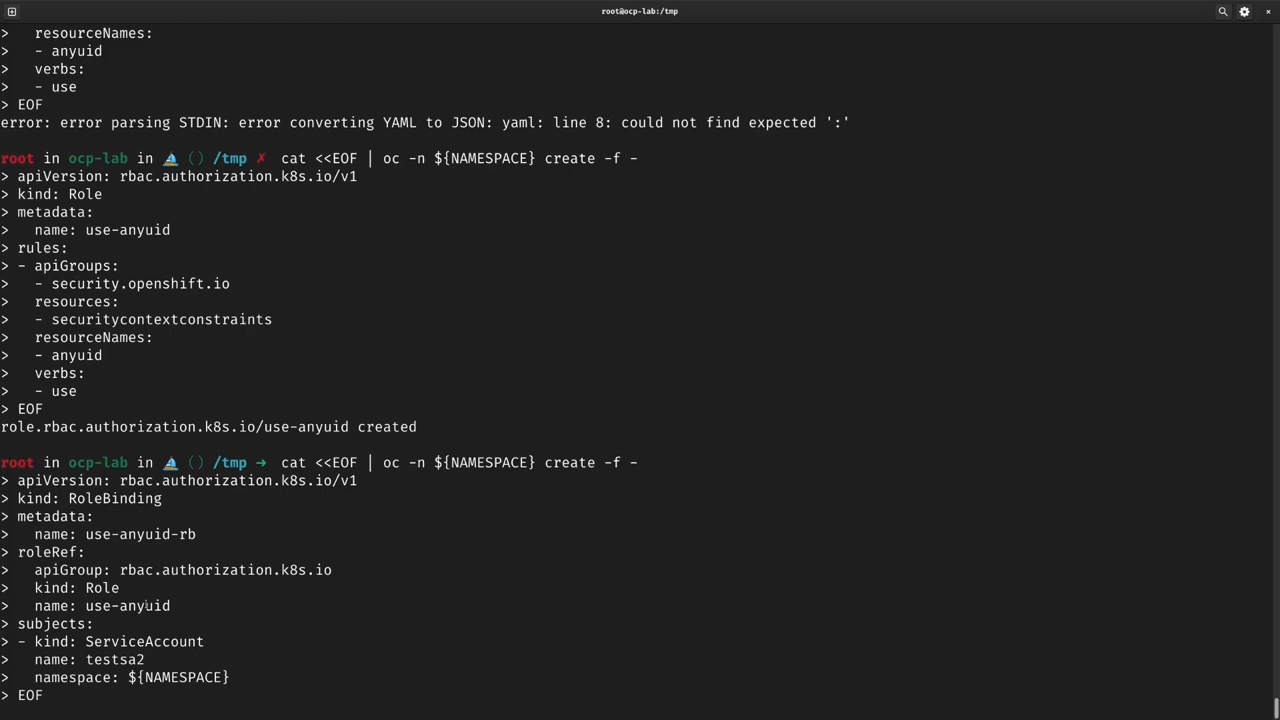 root@ocp-lab:/tmp
>   resourceNames:
>   - anyuid
>   verbs:
>   - use
> EOF
error: error parsing STDIN: error converting YAML to JSON: yaml: line 8: could not find expected ':'
root in ocp-lab in ⛵ () /tmp ✗  cat <<EOF | oc -n ${NAMESPACE} create -f -
> apiVersion: rbac.authorization.k8s.io/v1
> kind: Role
> metadata:
>   name: use-anyuid
> rules:
> - apiGroups:
>   - security.openshift.io
>   resources:
>   - securitycontextconstraints
>   resourceNames:
>   - anyuid
>   verbs:
>   - use
> EOF
role.rbac.authorization.k8s.io/use-anyuid created
root in ocp-lab in ⛵ () /tmp ➜  cat <<EOF | oc -n ${NAMESPACE} create -f -
> apiVersion: rbac.authorization.k8s.io/v1
> kind: RoleBinding
> metadata:
>   name: use-anyuid-rb
> roleRef:
>   apiGroup: rbac.authorization.k8s.io
>   kind: Role
>   name: use-anyuid
> subjects:
> - kind: ServiceAccount
>   name: testsa2
>   namespace: ${NAMESPACE}
> EOF